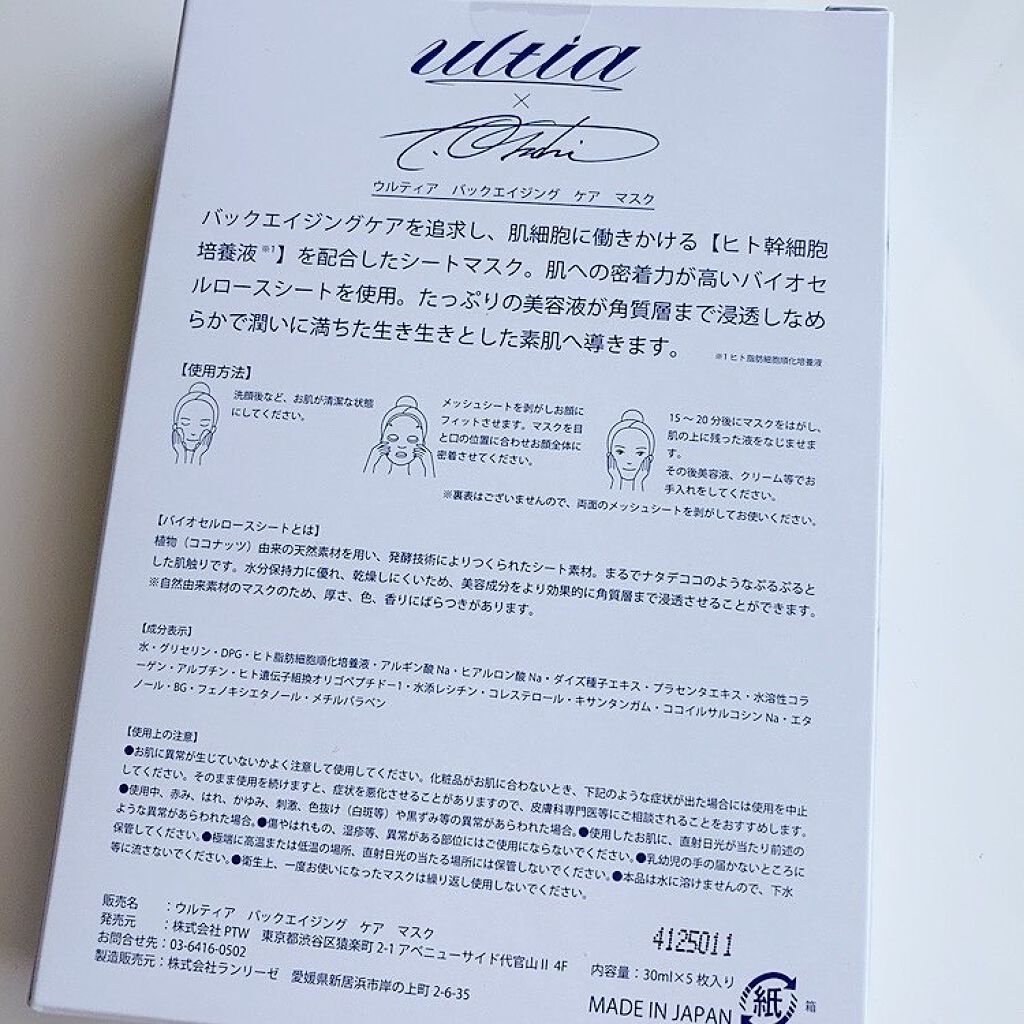 ultia
×
ウルティア バックエイジング ケア マスク
バックエイジングケアを追求し、肌細胞に働きかける【ヒト幹細胞
培養液※1】を配合したシートマスク。肌への密着力が高いバイオセ
ルロースシートを使用。たっぷりの美容液が角質層まで浸透しなめ
らかで潤いに満ちた生き生きとした素肌へ導きます。
※1ヒト脂肪細胞順化培養液
【使用方法】
洗顔後など、お肌が清潔な状態
にしてください。
メッシュシートを剥がしお顔に
フィットさせます。マスクを目
と口の位置に合わせお顔全体に
密着させてください。
15～20分後にマスクをはがし、
肌の上に残った液をなじませま
す。
その後美容液、クリーム等でお
手入れをしてください。
※裏表はございませんので、両面のメッシュシートを剥がしてお使いください。
【バイオセルロースシートとは】
植物（ココナッツ）由来の天然素材を用い、発酵技術によりつくられたシート素材。まるでナタデココのようなぷるぷると
した肌触りです。水分保持力に優れ、乾燥しにくいため、美容成分をより効果的に角質層まで浸透させることができます。
※自然由来素材のマスクのため、厚さ、色、香りにばらつきがあります。
【成分表示】
水・グリセリン・DPG・ヒト脂肪細胞順化培養液・アルギン酸Na・ヒアルロン酸Na・ダイズ種子エキス・プラセンタエキス・水溶性コラ
ーゲン・アルブチン・ヒト遺伝子組換オリゴペプチド-1・水添レシチン・コレステロール・キサンタンガム・ココイルサルコシンNa・エタ
ノール・BG・フェノキシエタノール・メチルパラベン
【使用上の注意】
●お肌に異常が生じていないかよく注意して使用してください。化粧品がお肌に合わないとき、下記のような症状が出た場合には使用を中止
してください。そのまま使用を続けますと、症状を悪化させることがありますので、皮膚科専門医等にご相談されることをおすすめします。
●使用中、赤み、はれ、かゆみ、刺激、色抜け（白斑等）や黒ずみ等の異常があらわれた場合。●使用したお肌に、直射日光が当たり前述の
ような異常があらわれた場合。●傷やはれもの、湿疹等、異常がある部位にはご使用にならないでください。●乳幼児の手の届かないところに
保管してください。●極端に高温または低温の場所、直射日光の当たる場所には保管しないでください。●本品は水に溶けませんので、下水
等に流さないでください。●衛生上、一度お使いになったマスクは繰り返し使用しないでください。
販売名 ：ウルティア バックエイジング ケア マスク
発売元 ：株式会社PTW 東京都渋谷区猿楽町2-1アベニューサイド代官山Ⅱ 4F
お問合せ先：03-6416-0502
製造販売元：株式会社ランリーゼ 愛媛県新居浜市岸の上町2-6-35
4125011
内容量：30ml×5枚入り
MADE IN JAPAN
紙
箱